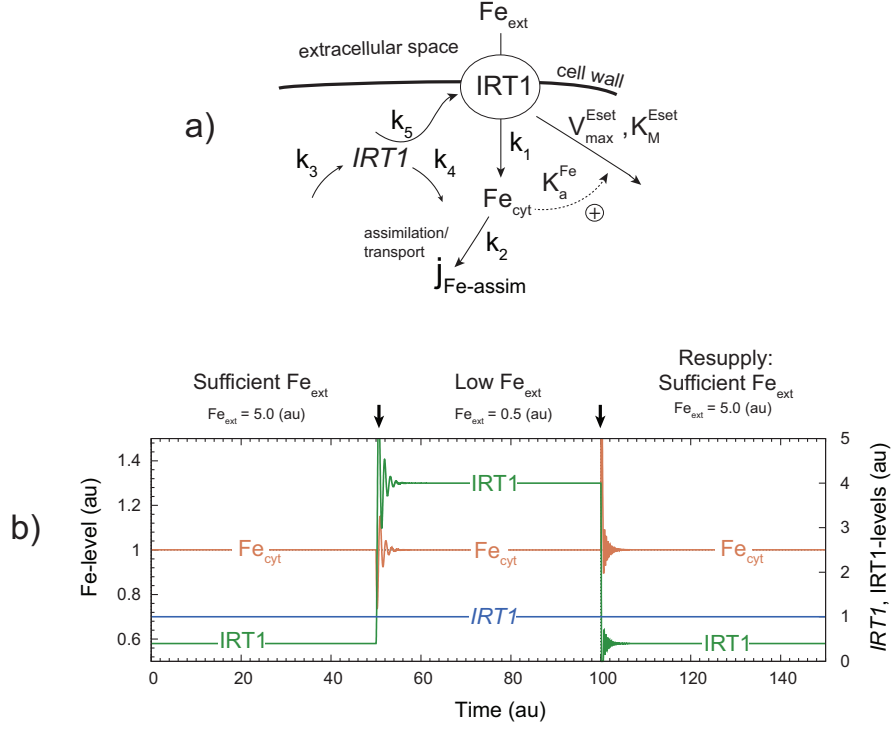 a)
Fe_ext
extracellular space
IRT1
cell wall
k_5
k_3
IRT1
k_4
k_1
V_max^Eset , K_M^Eset
K_a^Fe
Fe_cyt
+
assimilation/
transport
k_2
j_Fe-assim
b)
Sufficient Fe_ext
Fe_ext = 5.0 (au)
Low Fe_ext
Fe_ext = 0.5 (au)
Resupply:
Sufficient Fe_ext
Fe_ext = 5.0 (au)
Fe-level (au)
1.4
1.2
1
0.8
0.6
IRT1
Fe_cyt
Fe_cyt
Fe_cyt
IRT1
IRT1
IRT1
5
4
3
2
1
0
IRT1, IRT1-levels (au)
0 20 40 60 80 100 120 140
Time (au)